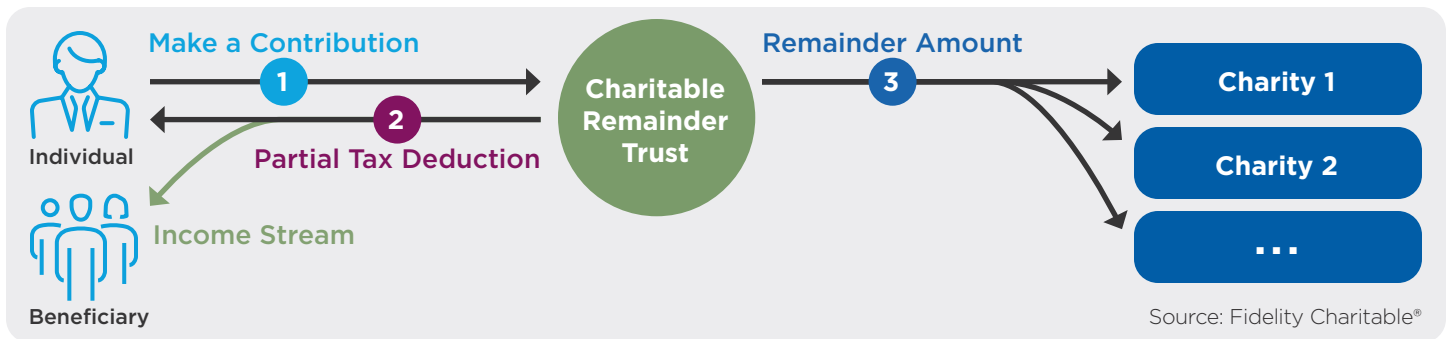 Make a Contribution
1
2
Partial Tax Deduction
Individual
Income Stream
Beneficiary
Charitable
Remainder
Trust
Remainder Amount
3
Charity 1
Charity 2
...
Source: Fidelity Charitable®